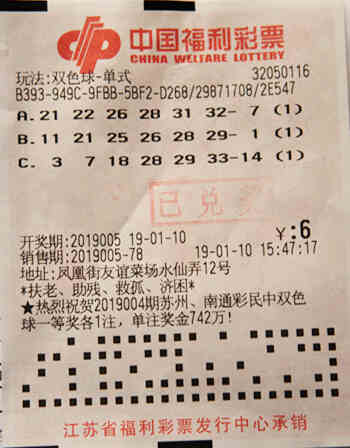 中国福利彩票
CHINA WELFARE LOTTERY
玩法:双色球-单式 32050116
B393-949C-9FBB-5BF2-D268/29871708/2E547
A.21 22 26 28 31 32- 7 (1)
B.11 21 25 26 28 29- 1 (1)
C. 3 7 18 28 29 33-14 (1)
已兑奖
开奖期:2019005 19-01-10 ¥:6
销售期:2019005-78 19-01-10 15:47:17
地址:凤凰街友谊菜场水仙弄12号
*扶老、助残、救孤、济困*
★热烈祝贺2019004期苏州、南通彩民中双色
球一等奖各1注，单注奖金742万!
江苏省福利彩票发行中心承销